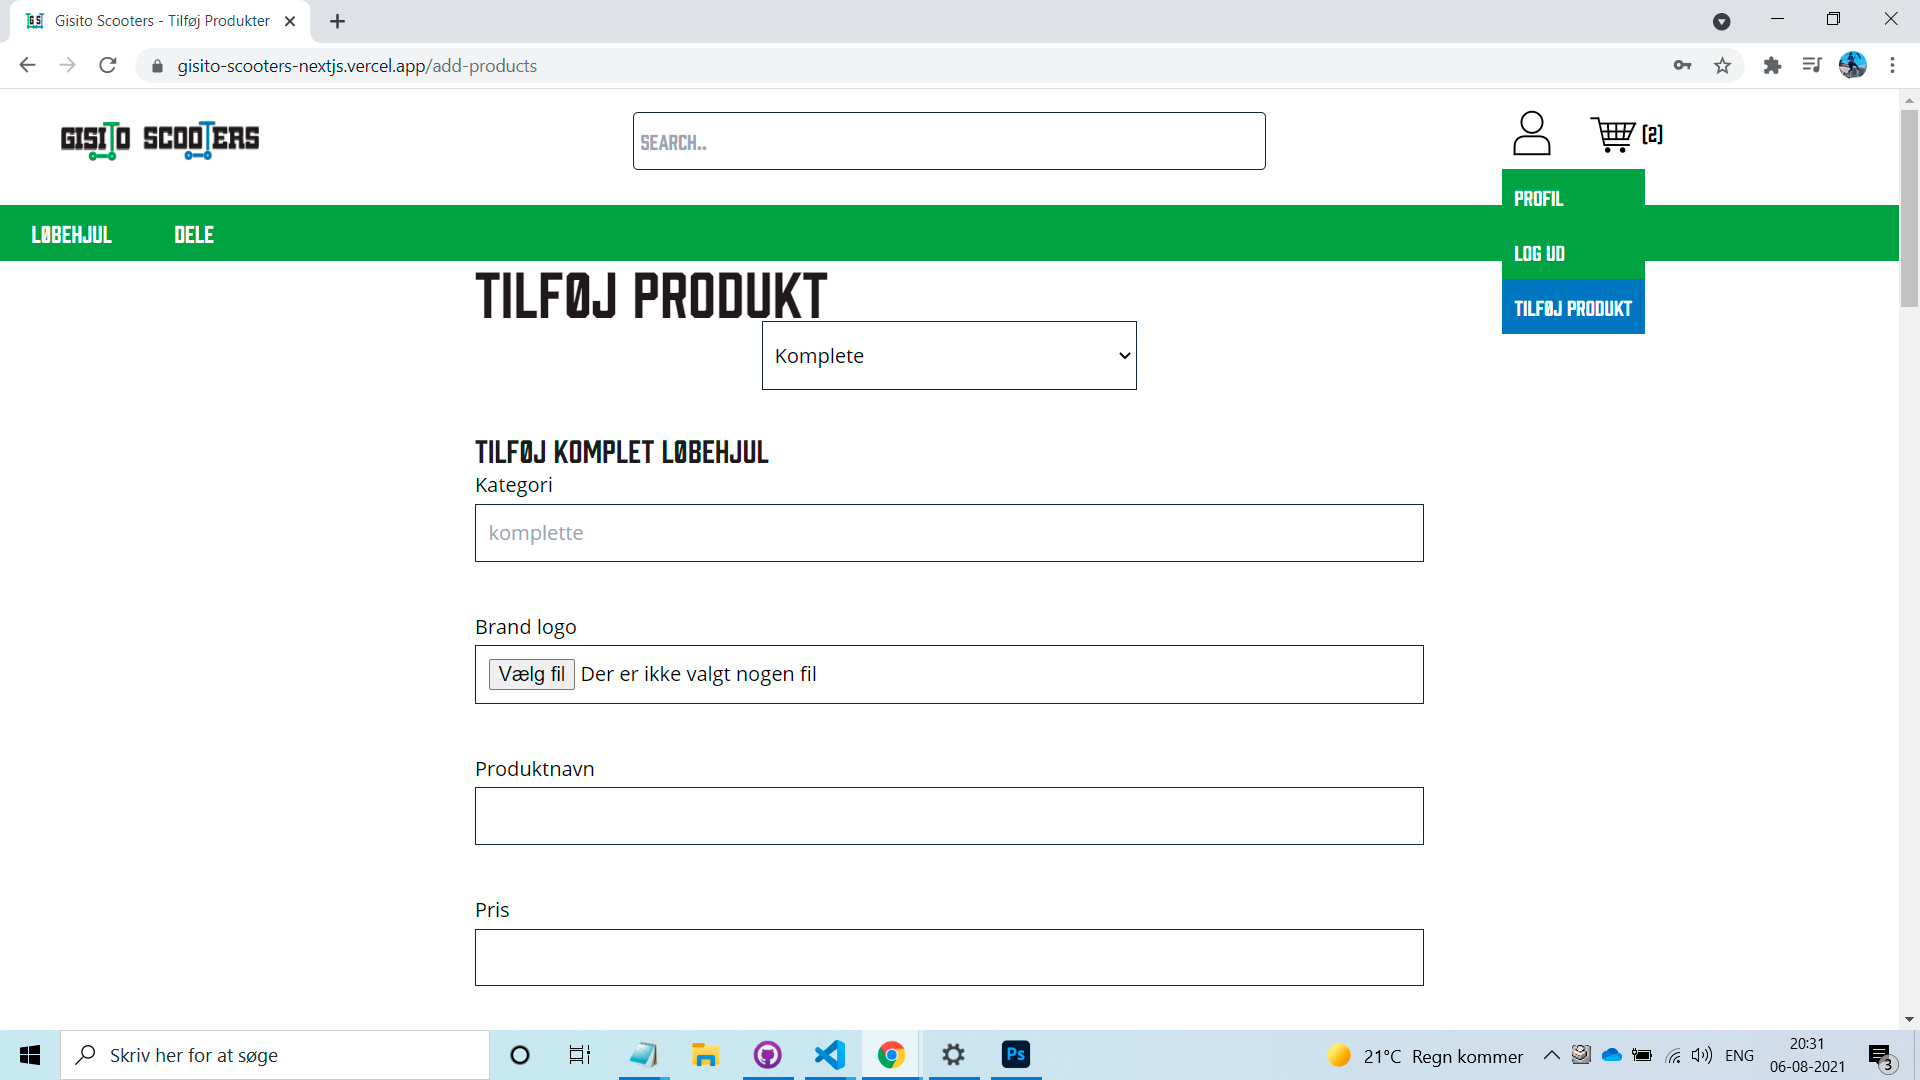 Gisito Scooters - Tilføj Produkter
gisito-scooters-nextjs.vercel.app/add-products
GISITO SCOOTERS
SEARCH..
[2]
PROFIL
LOG UD
TILFØJ PRODUKT
LØBEHJUL
DELE
TILFØJ PRODUKT
Komplete
TILFØJ KOMPLET LØBEHJUL
Kategori
komplette
Brand logo
Vælg fil Der er ikke valgt nogen fil
Produktnavn
Pris
Skriv her for at søge
Ps
21°C Regn kommer
ENG
20:31
06-08-2021
3